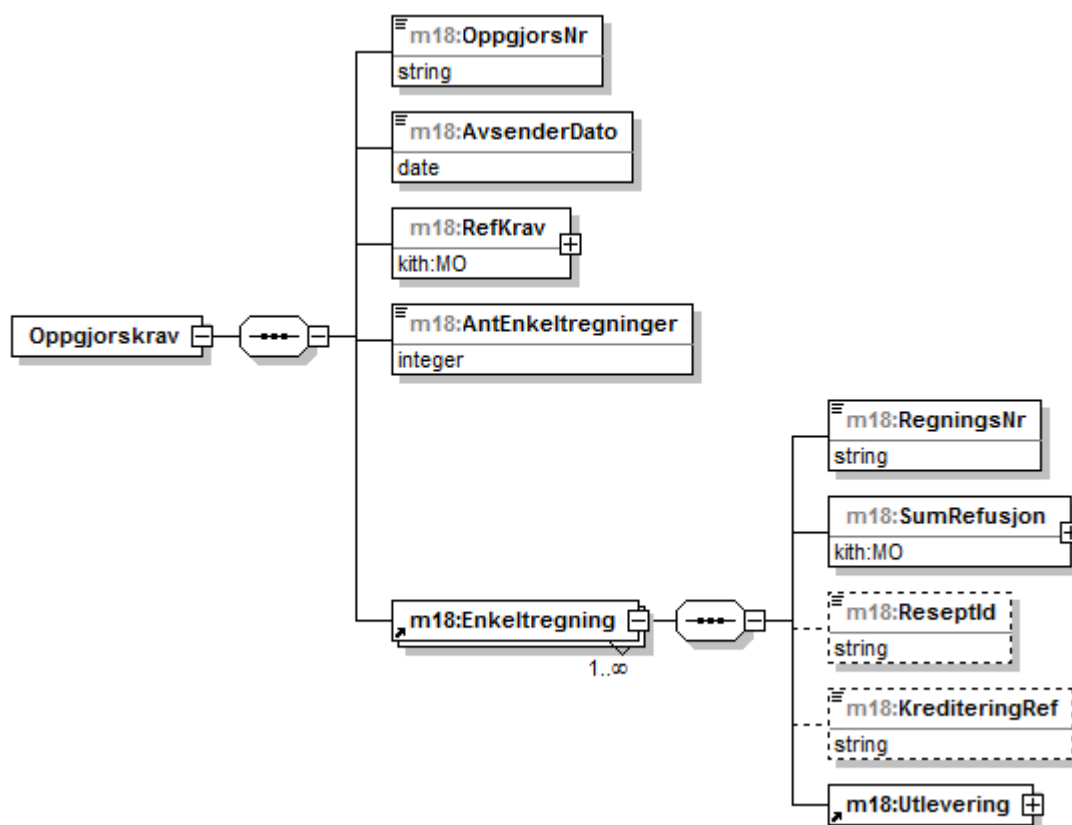 m18:OppgjorsNr
string
m18:AvsenderDato
date
m18:RefKrav
kith:MO
Oppgjorskrav
m18:AntEnkeltregninger
integer
m18:Enkeltregning
1..∞
m18:RegningsNr
string
m18:SumRefusjon
kith:MO
m18:ReseptId
string
m18:KrediteringRef
string
m18:Utlevering